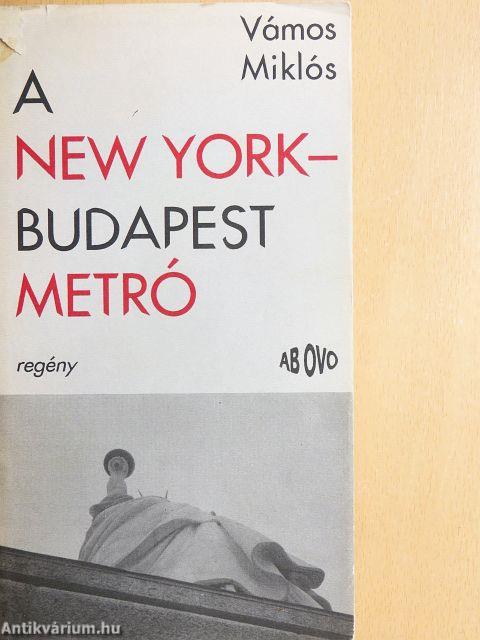 Vámos
Miklós
A
NEW YORK–
BUDAPEST
METRÓ
regény
AB OVO
Antikvárium.hu